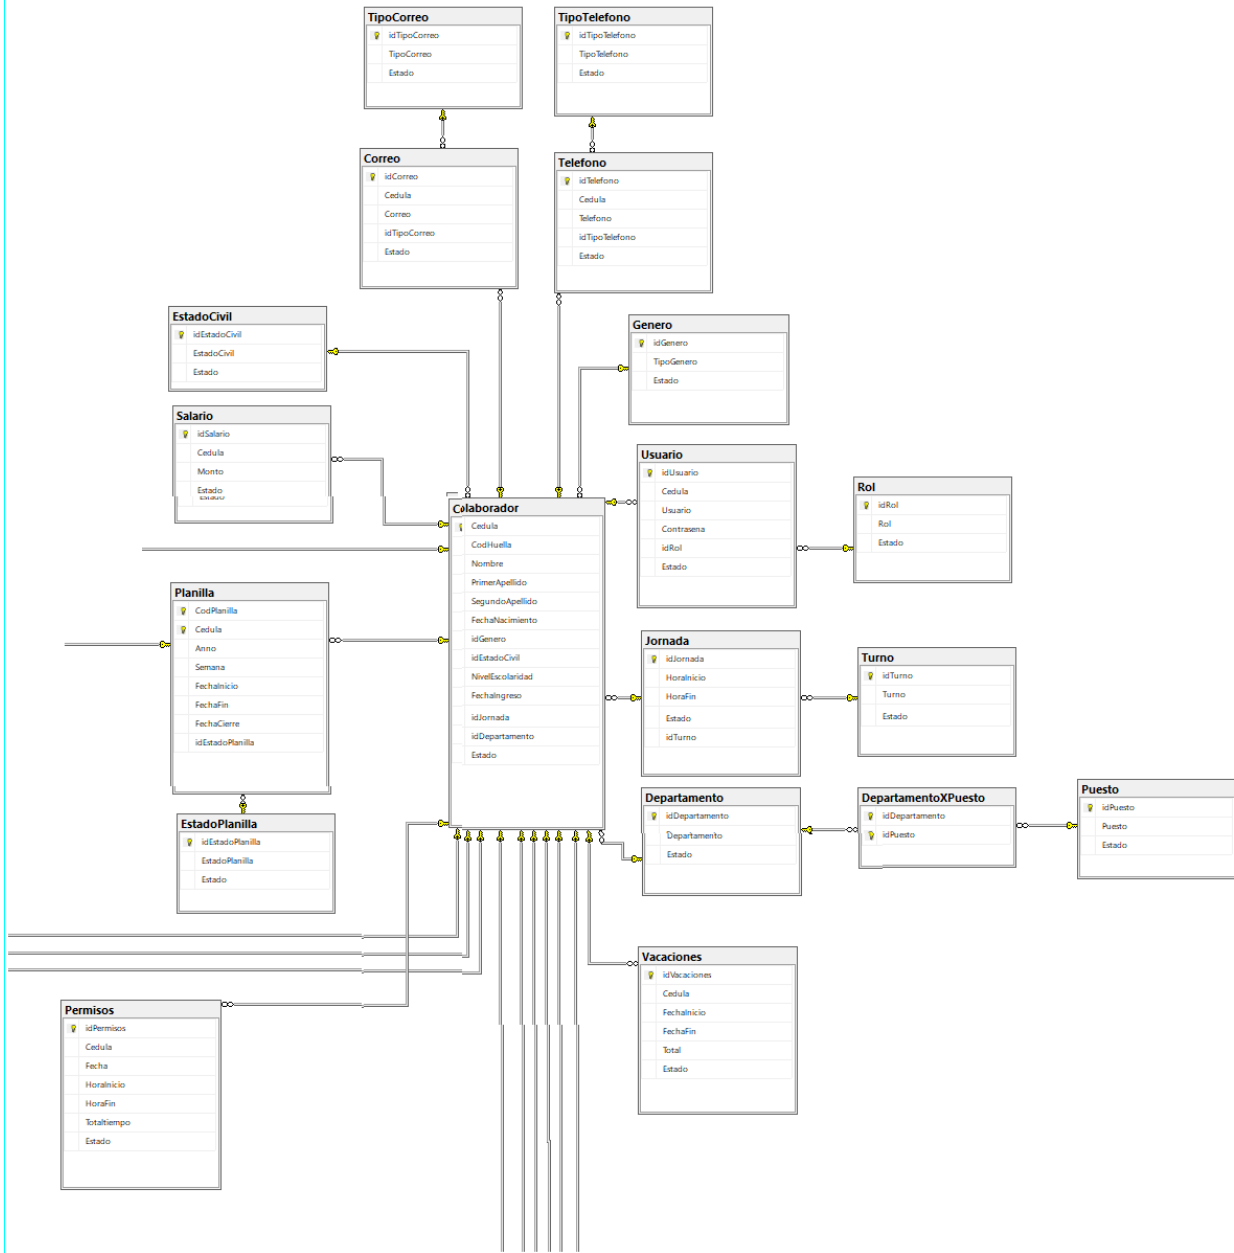 TipoCorreo
idTipoCorreo
TipoCorreo
Estado
TipoTelefono
idTipoTelefono
TipoTelefono
Estado
Correo
idCorreo
Cedula
Correo
idTipoCorreo
Estado
Telefono
idTelefono
Cedula
Telefono
idTipoTelefono
Estado
EstadoCivil
idEstadoCivil
EstadoCivil
Estado
Genero
idGenero
TipoGenero
Estado
Salario
idSalario
Cedula
Monto
Estado
Estado
Usuario
idUsuario
Cedula
Usuario
Contrasena
idRol
Estado
Rol
idRol
Rol
Estado
Colaborador
Cedula
CodHuella
Nombre
PrimerApellido
SegundoApellido
FechaNacimiento
idGenero
idEstadoCivil
NivelEscolaridad
FechaIngreso
idJornada
idDepartamento
Estado
Planilla
CodPlanilla
Cedula
Anno
Semana
FechaInicio
FechaFin
FechaCierre
idEstadoPlanilla
Jornada
idJornada
HoraInicio
HoraFin
Estado
idTurno
Turno
idTurno
Turno
Estado
Departamento
idDepartamento
Departamento
Estado
DepartamentoXPuesto
idDepartamento
idPuesto
Puesto
idPuesto
Puesto
Estado
EstadoPlanilla
idEstadoPlanilla
EstadoPlanilla
Estado
Vacaciones
idVacaciones
Cedula
FechaInicio
FechaFin
Total
Estado
Permisos
idPermisos
Cedula
Fecha
HoraInicio
HoraFin
Totaltiempo
Estado